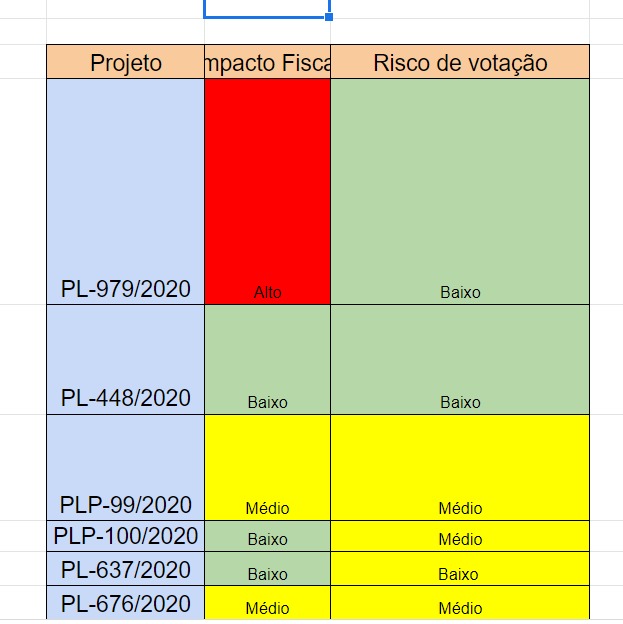 Projeto mpacto Fisca Risco de votação
PL-979/2020 Alto Baixo
PL-448/2020 Baixo Baixo
PLP-99/2020 Médio Médio
PLP-100/2020 Baixo Médio
PL-637/2020 Baixo Baixo
PL-676/2020 Médio Médio